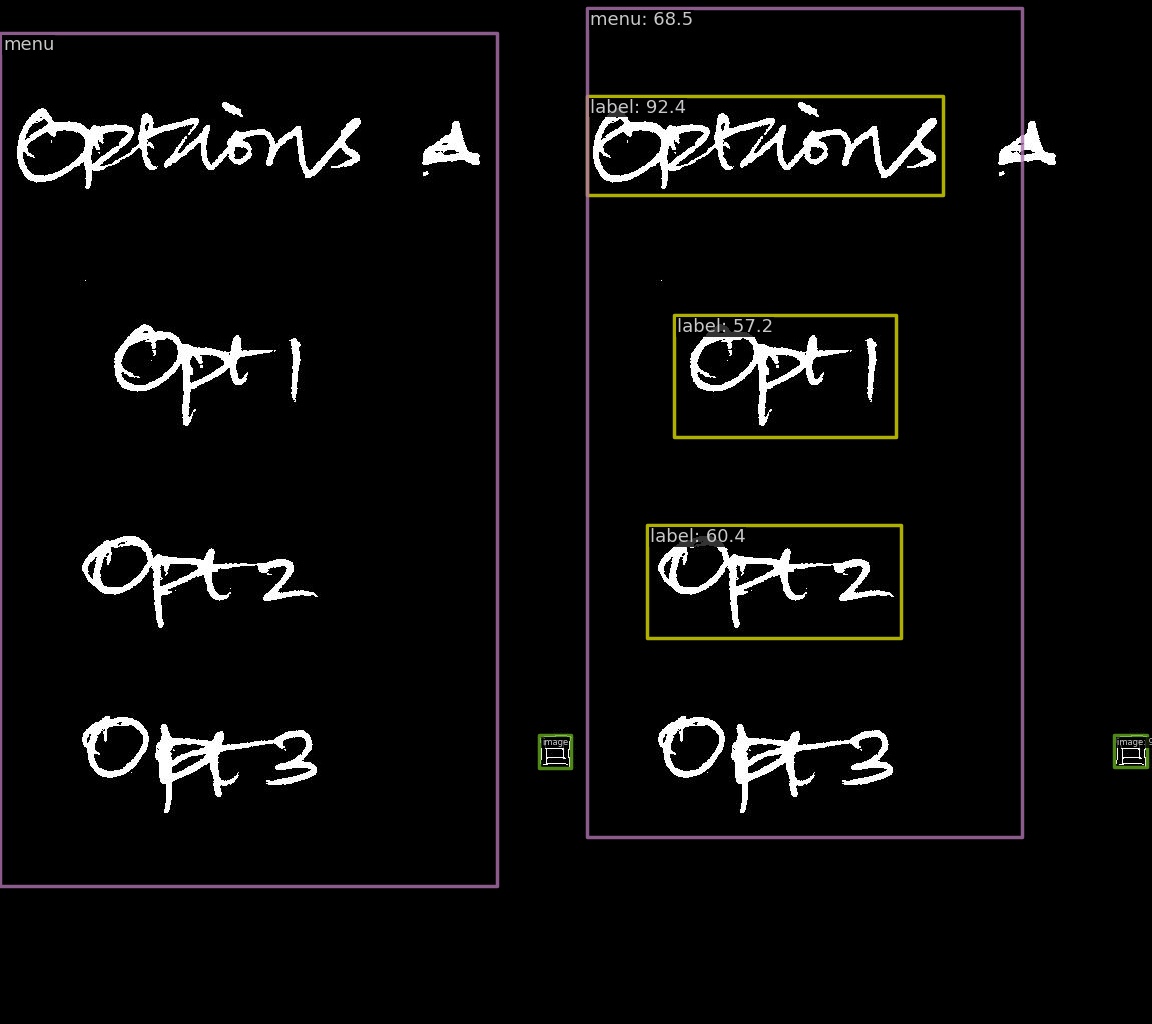 menu
Options
Opt 1
Opt 2
Opt 3
image
menu: 68.5
label: 92.4
Options
label: 57.2
Opt 1
label: 60.4
Opt 2
Opt 3
image: 9